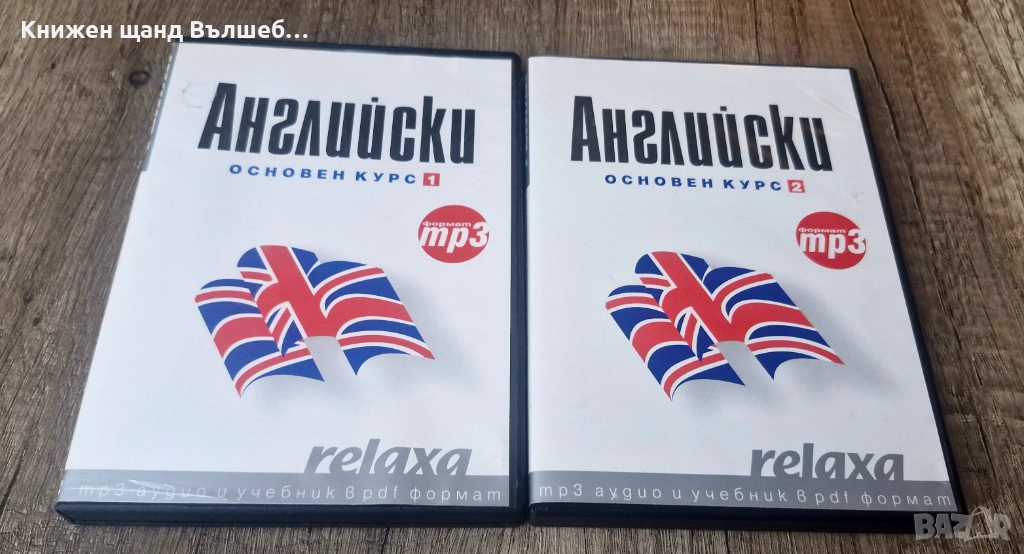 Книжен щанд Вълшеб...
Английски
ОСНОВЕН КУРС 1
формат
mp3
relaxa
mp3 аудио и учебник в pdf формат
Английски
ОСНОВЕН КУРС 2
формат
mp3
relaxa
mp3 аудио и учебник в pdf формат
BAZAR